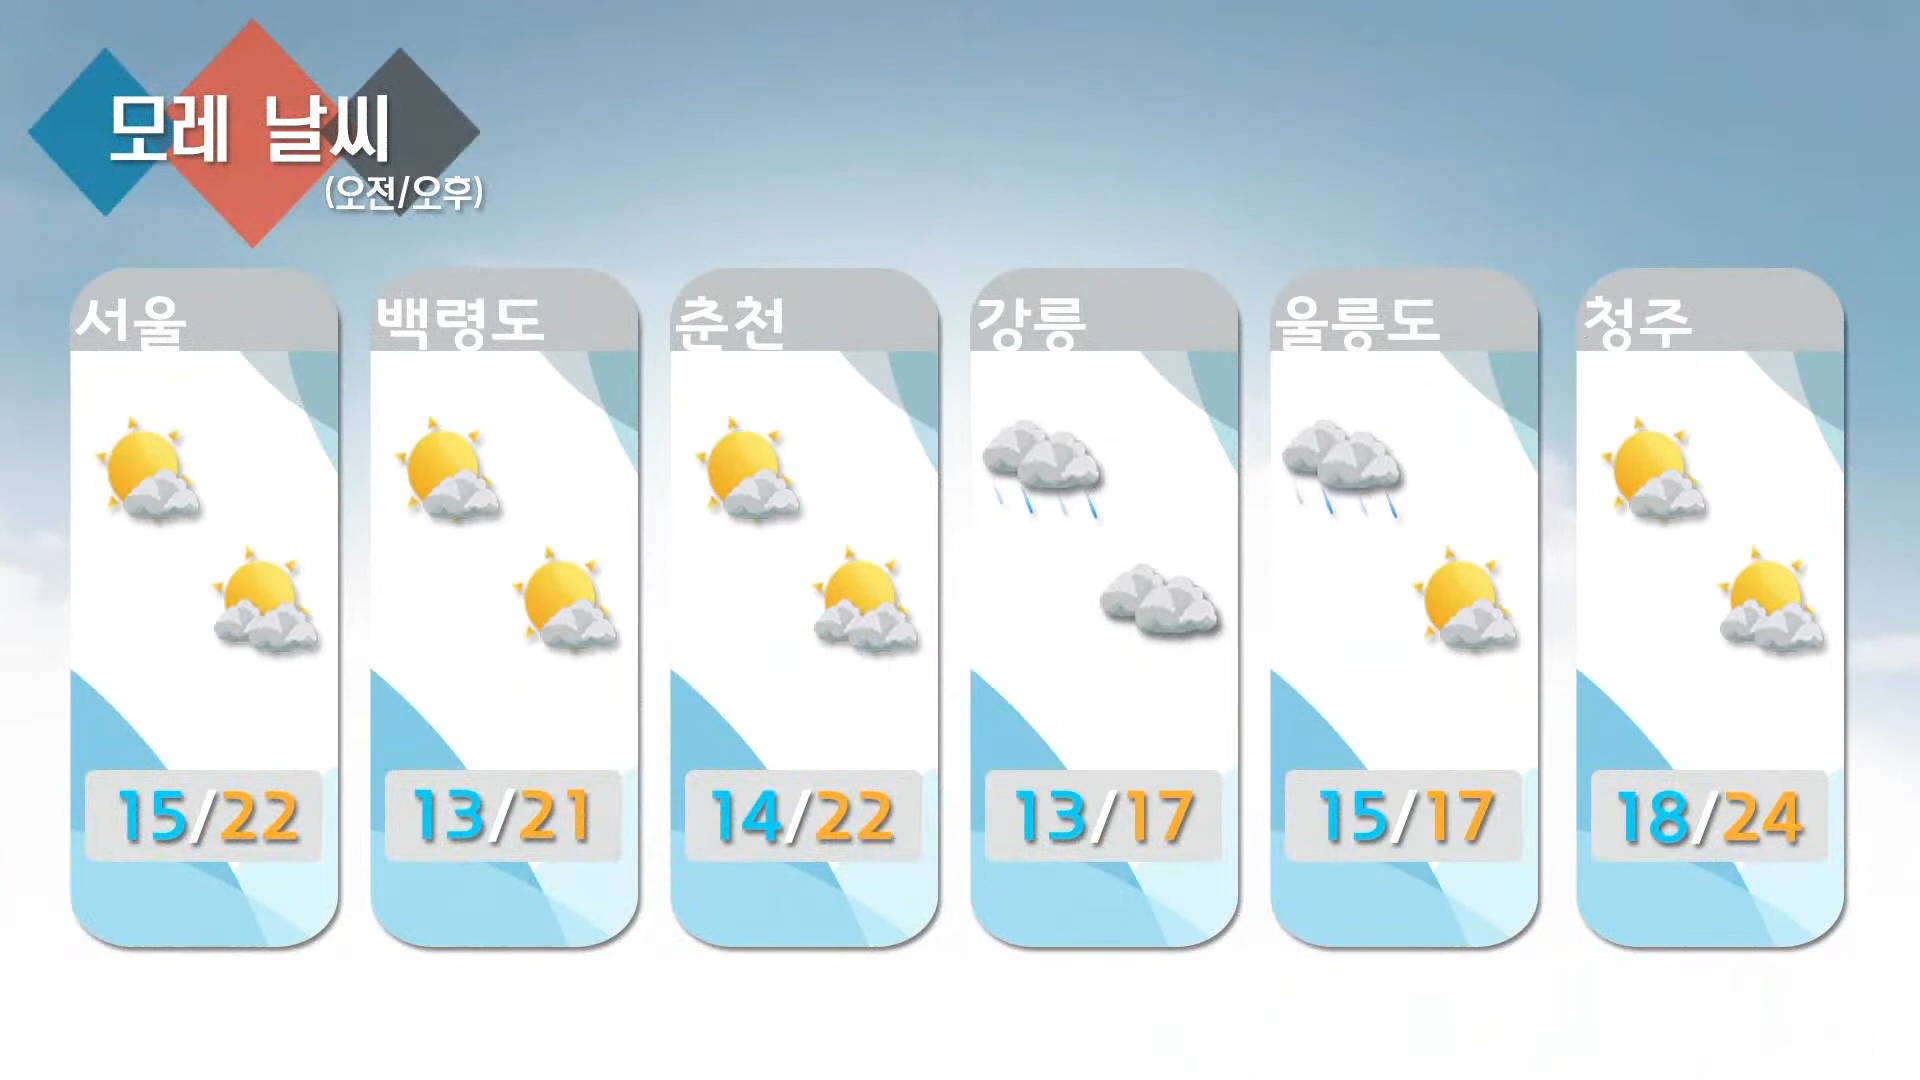 모레 날씨
(오전/오후)
서울
백령도
춘천
강릉
울릉도
청주
15/22
13/21
14/22
13/17
15/17
18/24